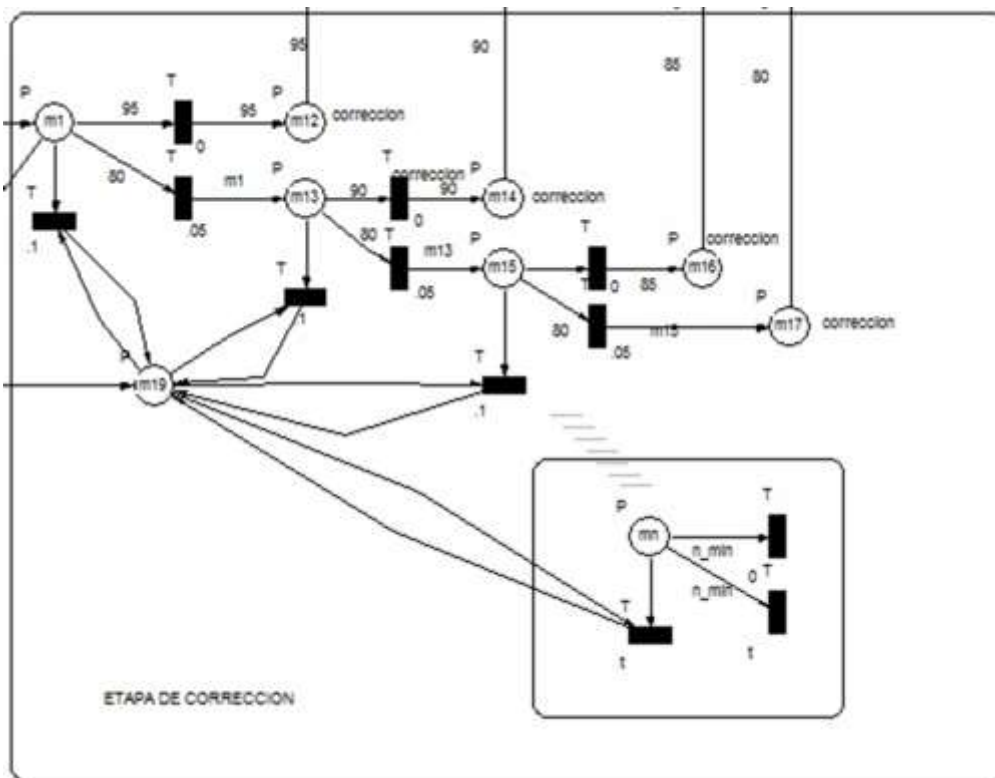 95
90
85
80
T
P
95
95
P
correccion
m1
m12
0
T
P
T
P
80
m1
correccion
m13
90
90
m14
correccion
T
0
.05
T
80
m13
P
T
P
correccion
.1
.05
m15
85
m16
T
T
0
P
1
80
.05
m15
m17
correccion
P
T
m19
.1
P
T
mn
n_min
0
T
n_min
T
t
t
ETAPA DE CORRECCION